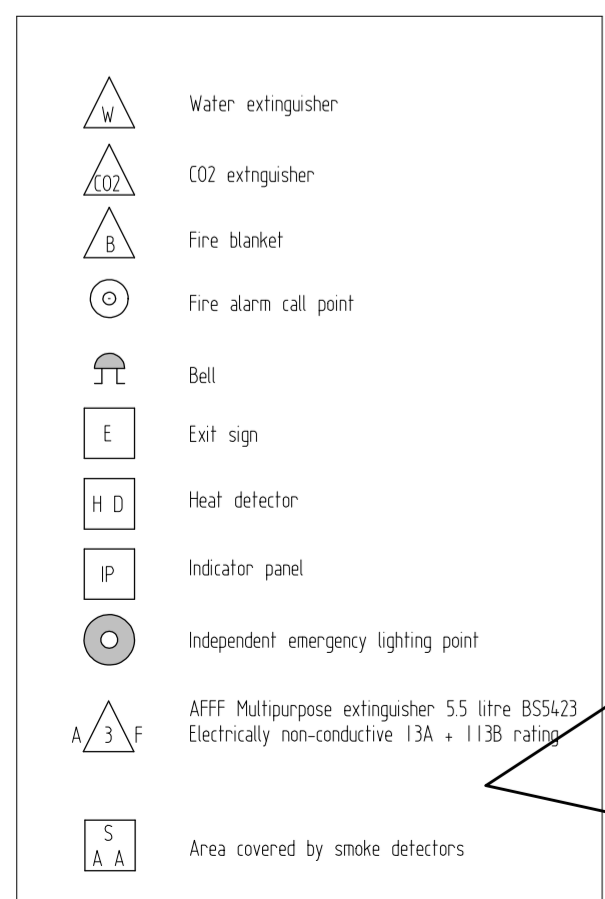 W Water extinguisher
CO2 CO2 extnguisher
B Fire blanket
Fire alarm call point
Bell
E Exit sign
H D Heat detector
IP Indicator panel
Independent emergency lighting point
AFFF Multipurpose extinguisher 5.5 litre BS5423
A 3 F Electrically non-conductive 13A + 113B rating
S
A A Area covered by smoke detectors